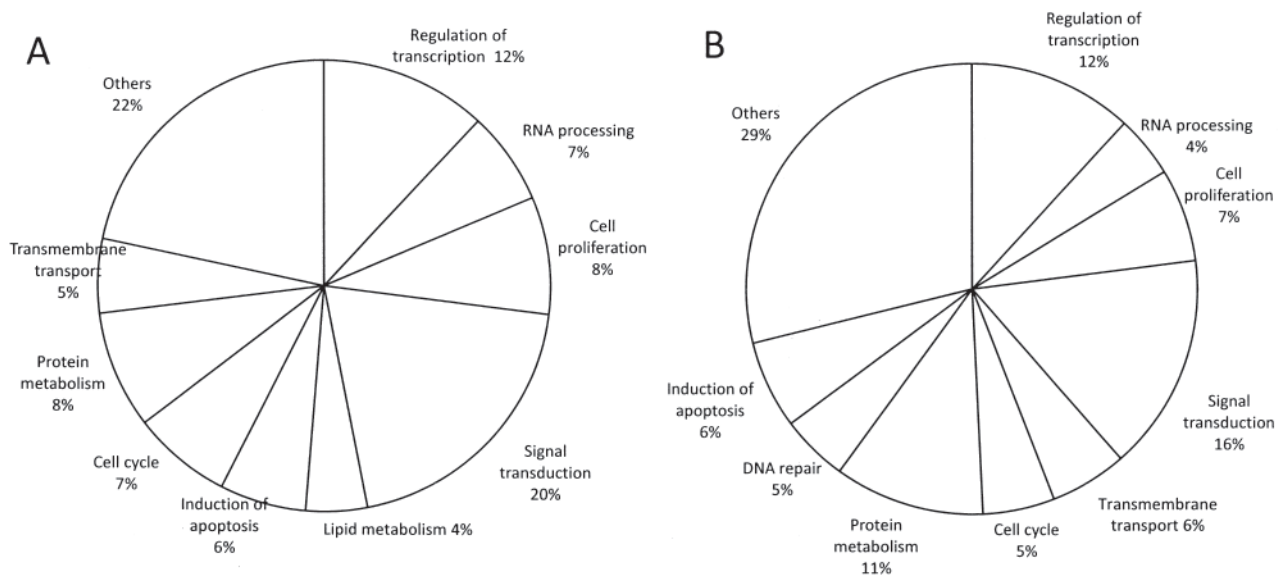 A
Regulation of
transcription 12%
RNA processing
7%
Cell
proliferation
8%
Signal
transduction
20%
Lipid metabolism 4%
Induction of
apoptosis
6%
Cell cycle
7%
Protein
metabolism
8%
Transmembrane
transport
5%
Others
22%
B
Regulation of
transcription
12%
RNA processing
4%
Cell
proliferation
7%
Signal
transduction
16%
Transmembrane
transport 6%
Cell cycle
5%
Protein
metabolism
11%
DNA repair
5%
Induction of
apoptosis
6%
Others
29%